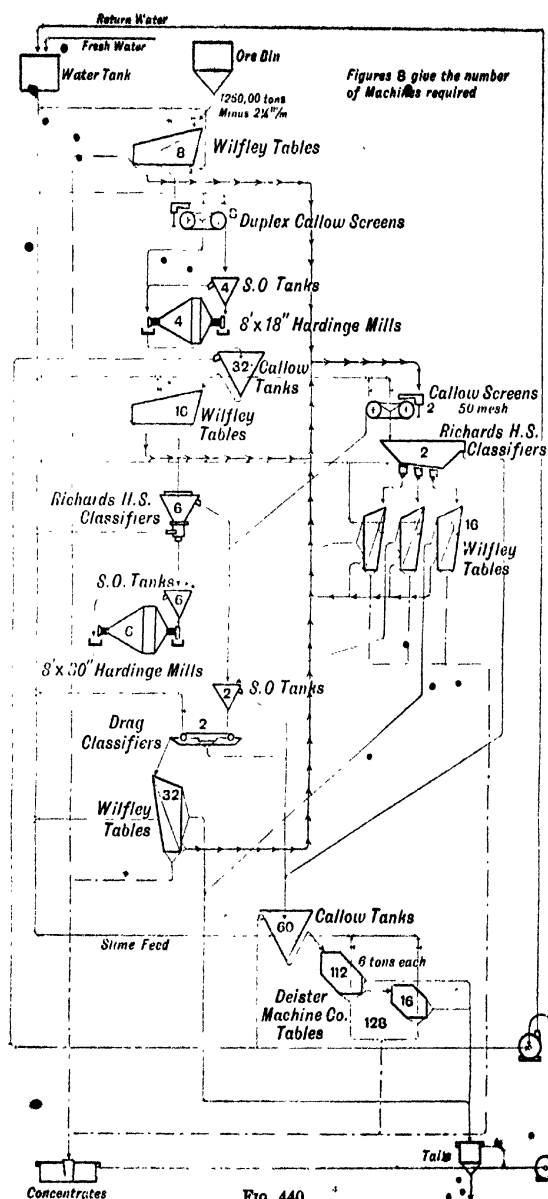 Return Water
Fresh Water
Water Tank
Ore Bin
Figures 8 give the number
of Machines required
1250,00 tons
Minus 2¼ m/m
8
Wilfley Tables
8
Duplex Callow Screens
4
S.O Tanks
4
8'x 18" Hardinge Mills
32
Callow
Tanks
10
Wilfley
Tables
Callow Screens
2
50 mesh
Richards H.S.
Classifiers
2
Richards H.S.
Classifiers
6
16
Wilfley
Tables
S.O. Tanks
6
6
8'x 30" Hardinge Mills
2
S.O Tanks
Drag
Classifiers
2
Wilfley
Tables
32
Callow Tanks
60
Slime Feed
112
6 tons each
16
Deister
Machine Co.
Tables
128
Tails
Concentrates
FIG. 440